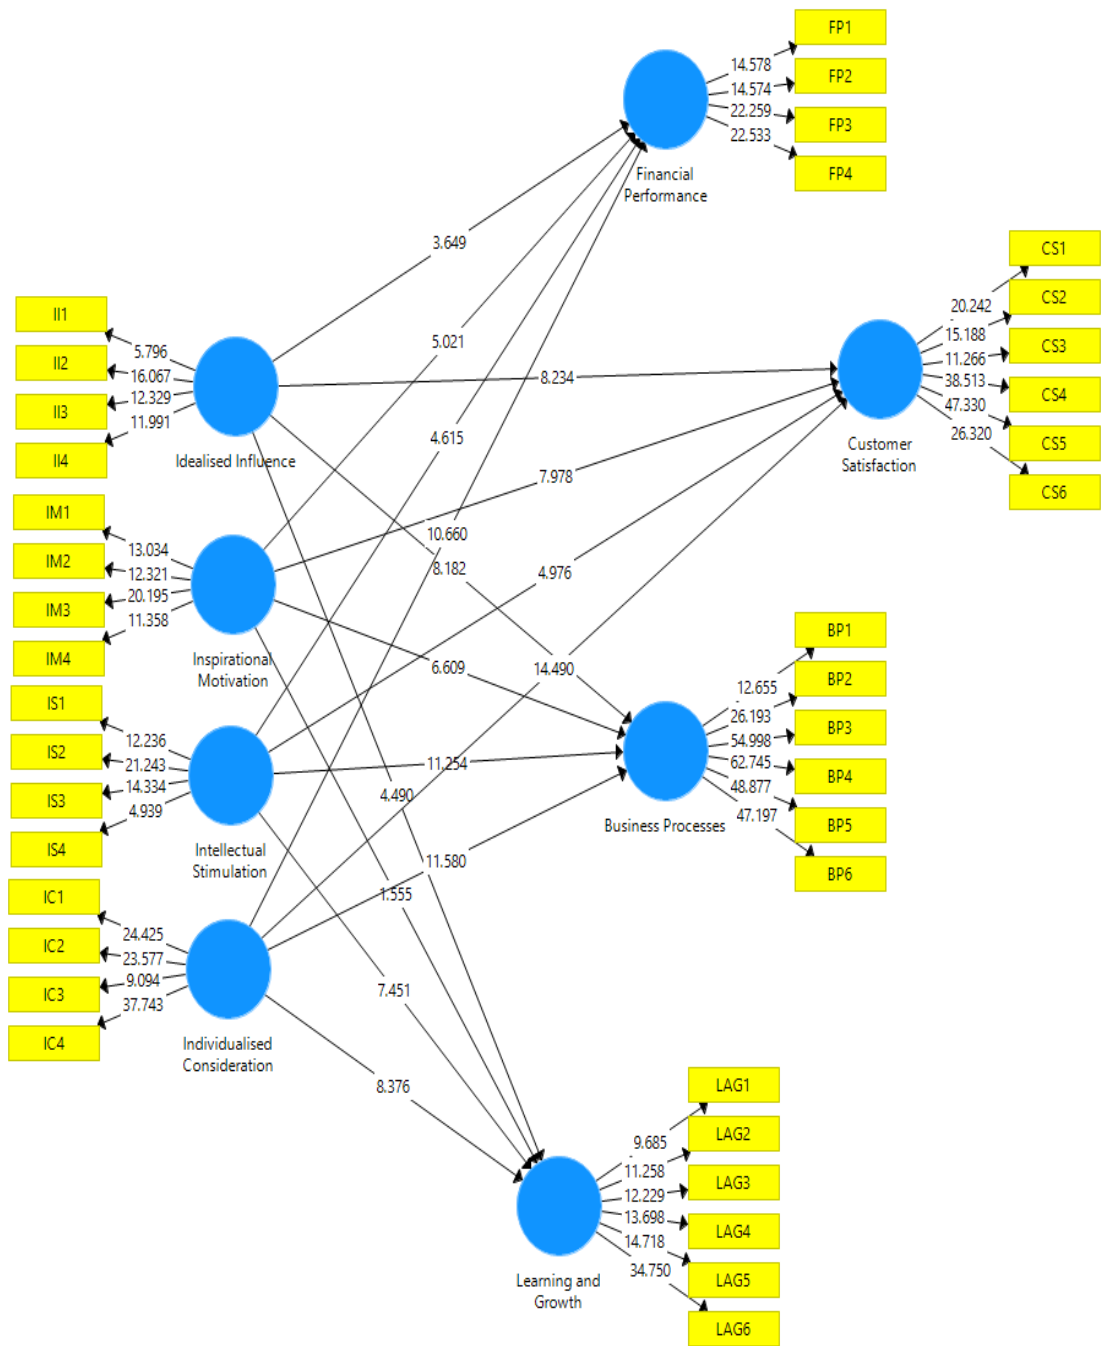 FP1
14.578
FP2
14.574
22.259
FP3
22.533
FP4
Financial
Performance
3.649
CS1
20.242
CS2
15.188
CS3
11.266
38.513
CS4
47.330
CS5
26.320
CS6
Customer
Satisfaction
II1
5.796
II2
16.067
12.329
II3
11.991
II4
Idealised Influence
5.021
8.234
4.615
7.978
IM1
13.034
IM2
12.321
20.195
IM3
11.358
IM4
Inspirational
Motivation
10.660
8.182
4.976
6.609
14.490
BP1
12.655
BP2
26.193
BP3
54.998
62.745
BP4
48.877
BP5
47.197
BP6
Business Processes
IS1
12.236
IS2
21.243
14.334
IS3
4.939
IS4
Intellectual
Stimulation
11.254
4.490
11.580
1.555
IC1
24.425
IC2
23.577
9.094
IC3
37.743
IC4
Individualised
Consideration
7.451
8.376
LAG1
9.685
LAG2
11.258
LAG3
12.229
13.698
LAG4
14.718
LAG5
34.750
LAG6
Learning and
Growth